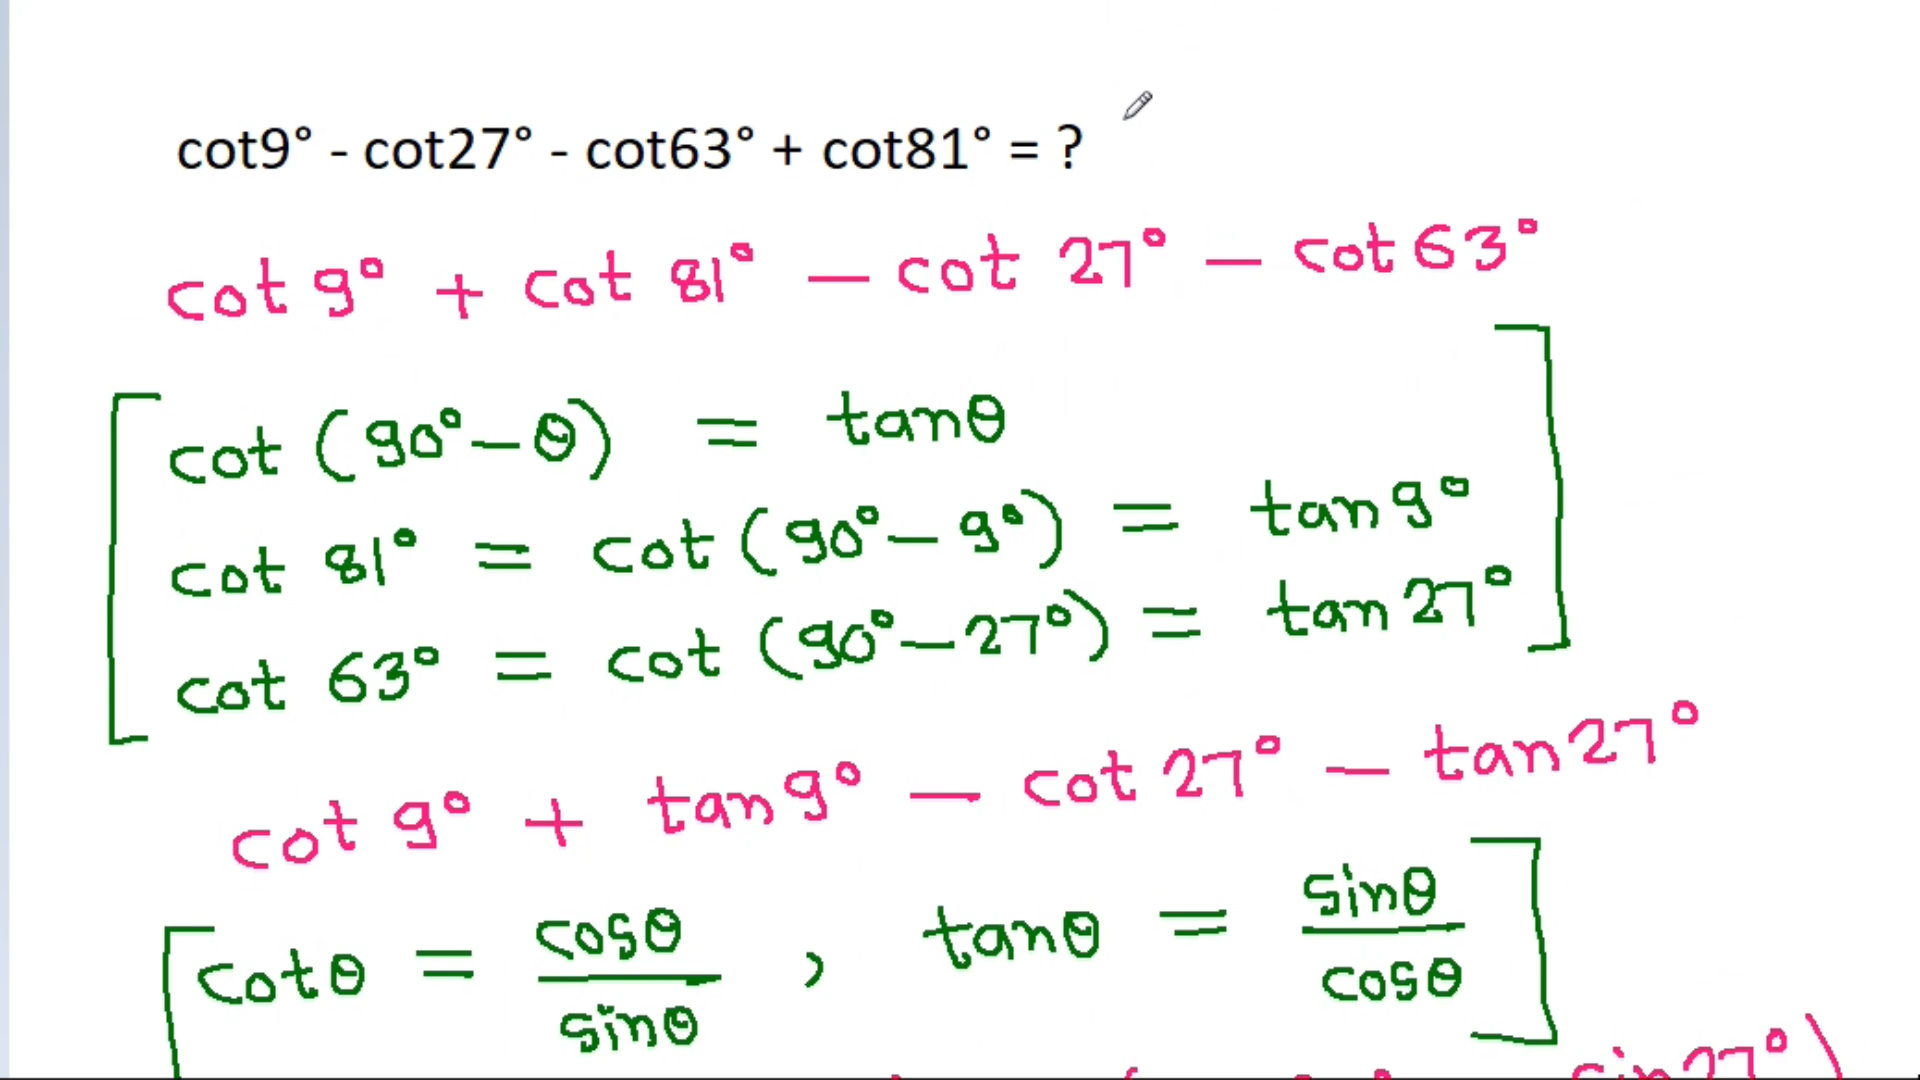 cot9° - cot27° - cot63° + cot81° = ?
cot 9° + cot 81° — cot 27° — cot 63°
cot (90° — θ) = tanθ
cot 81° = cot (90° — 9°) = tan 9°
cot 63° = cot (90° — 27°) = tan 27°
cot 9° + tan 9° — cot 27° — tan 27°
cotθ = cosθ / sinθ , tanθ = sinθ / cosθ
sin 27° )